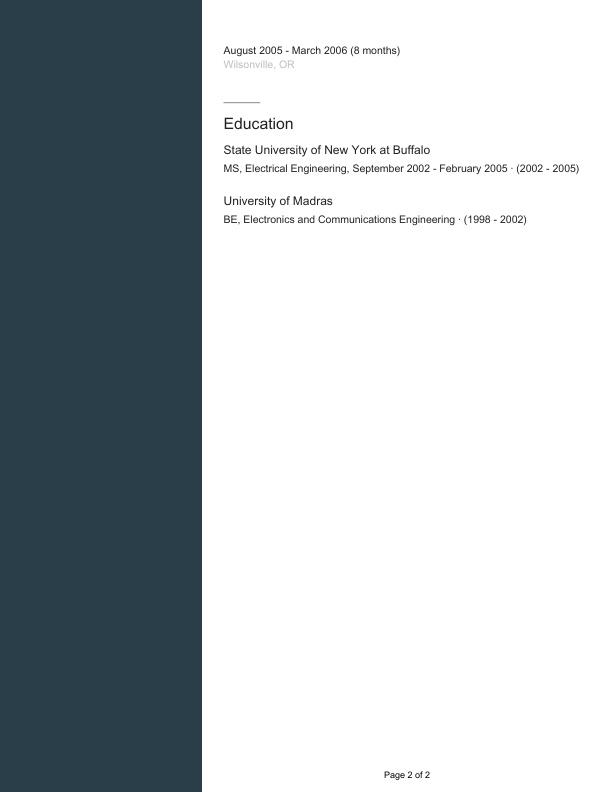 August 2005 - March 2006 (8 months)
Wilsonville, OR
Education
State University of New York at Buffalo
MS, Electrical Engineering, September 2002 - February 2005 · (2002 - 2005)
University of Madras
BE, Electronics and Communications Engineering · (1998 - 2002)
Page 2 of 2